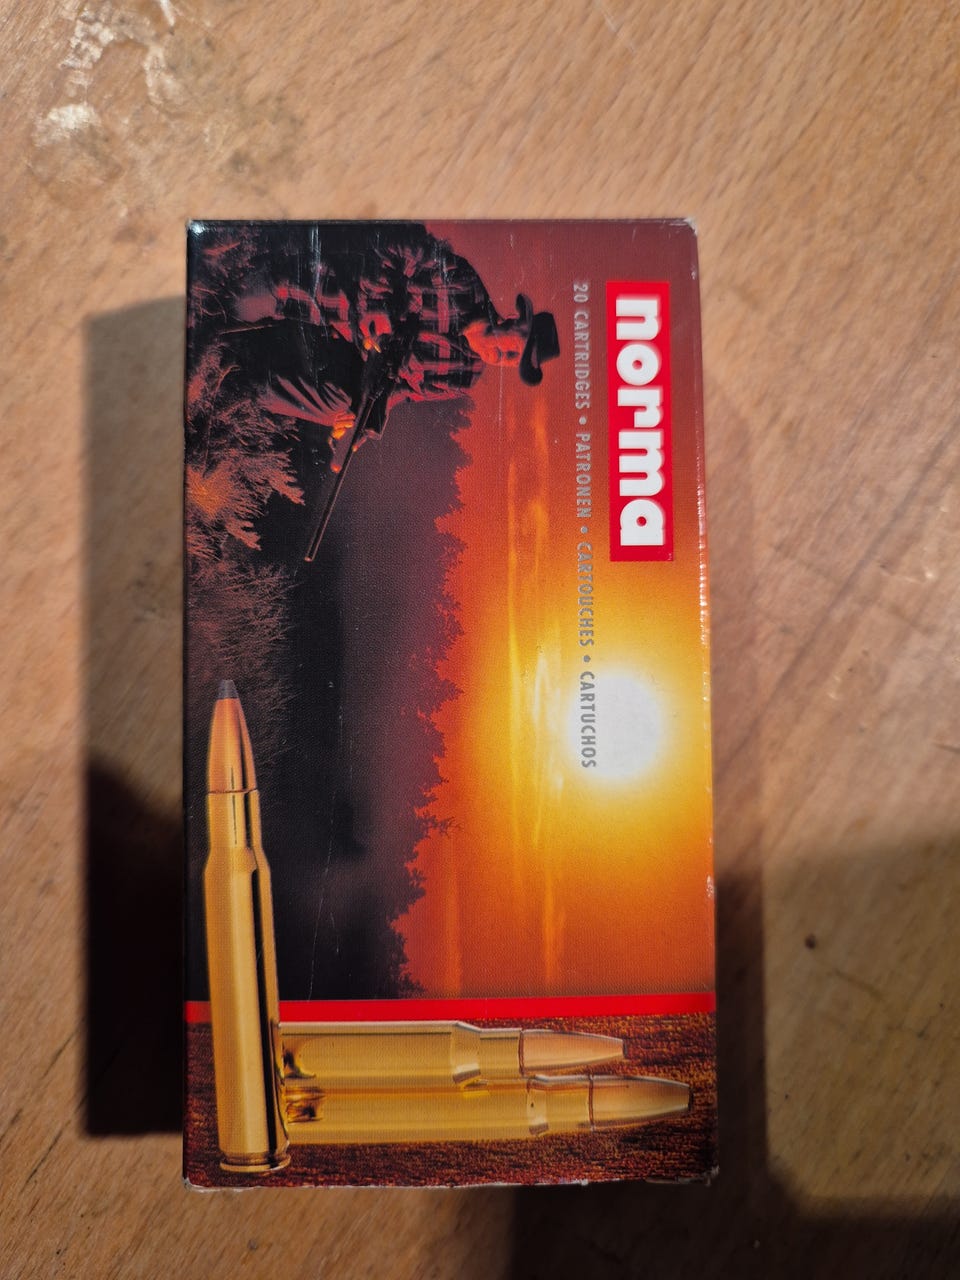 norma
20 CARTRIDGES • PATRONEN • CARTOUCHES • CARTUCHOS